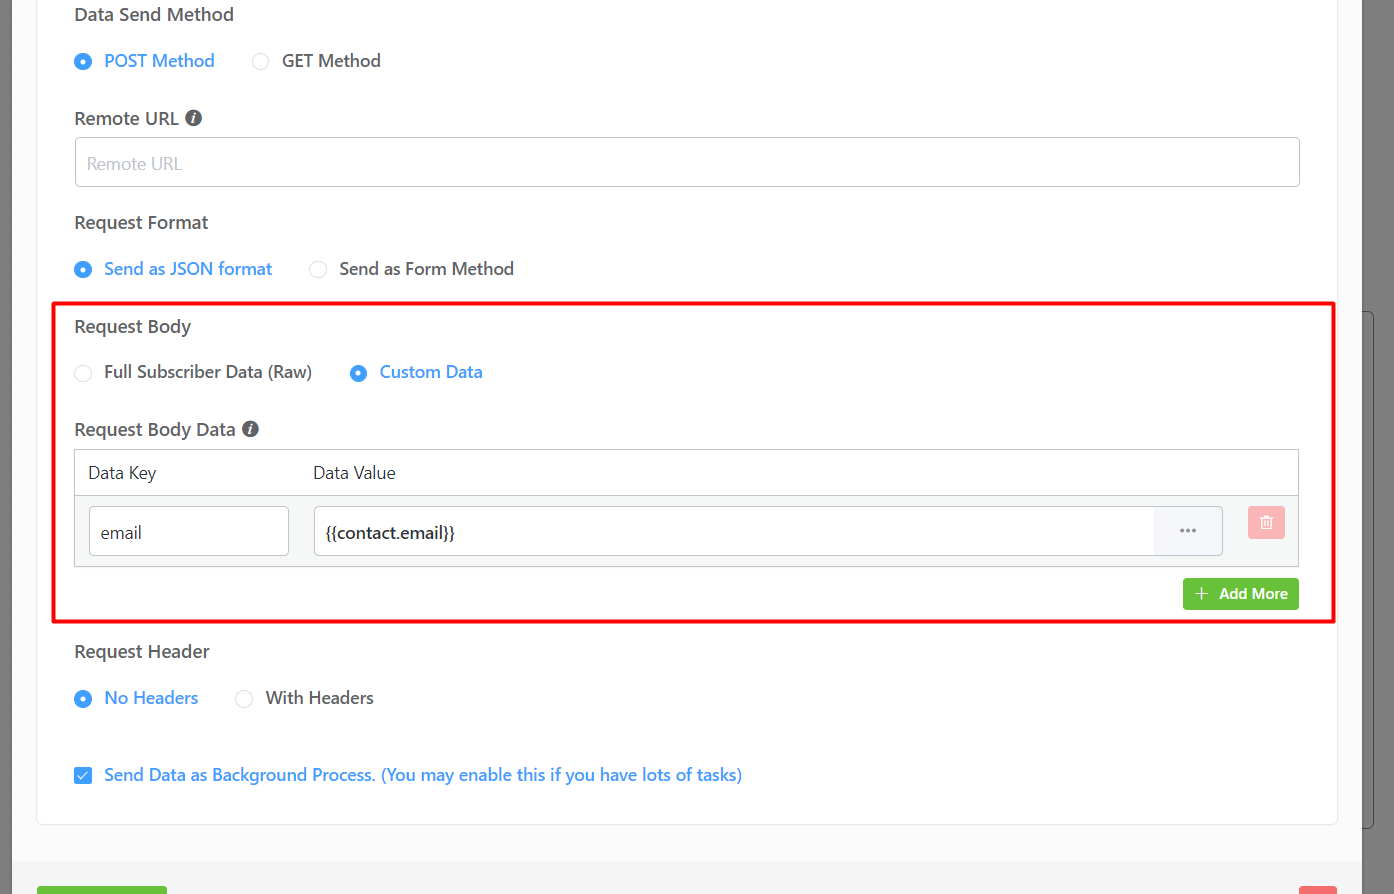 Data Send Method
POST Method GET Method
Remote URL
Remote URL
Request Format
Send as JSON format Send as Form Method
Request Body
Full Subscriber Data (Raw) Custom Data
Request Body Data
Data Key Data Value
email {{contact.email}}
Add More
Request Header
No Headers With Headers
Send Data as Background Process. (You may enable this if you have lots of tasks)